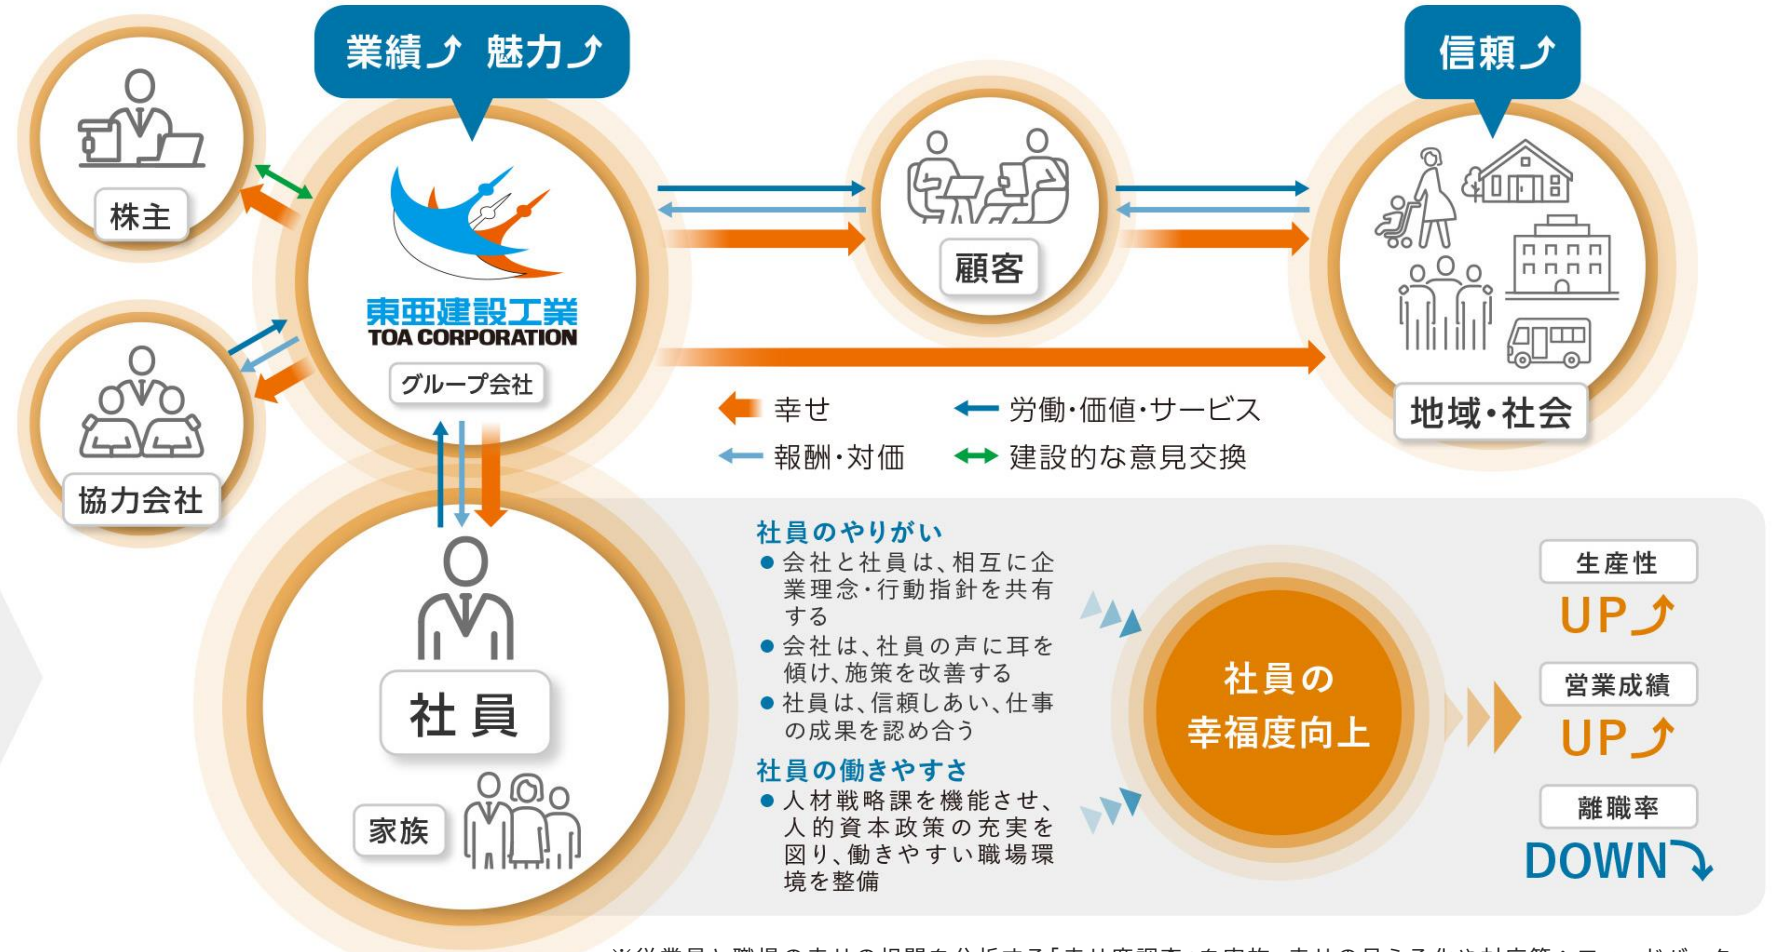 業績 魅力
信頼
株主
東亜建設工業
TOA CORPORATION
グループ会社
顧客
地域・社会
協力会社
幸せ
労働・価値・サービス
報酬・対価
建設的な意見交換
社員
家族
社員のやりがい
●会社と社員は、相互に企
業理念・行動指針を共有
する
●会社は、社員の声に耳を
傾け、施策を改善する
●社員は、信頼しあい、仕事
の成果を認め合う
社員の働きやすさ
●人材戦略課を機能させ、
人的資本政策の充実を
図り、働きやすい職場環
境を整備
社員の
幸福度向上
生産性
UP
営業成績
UP
離職率
DOWN